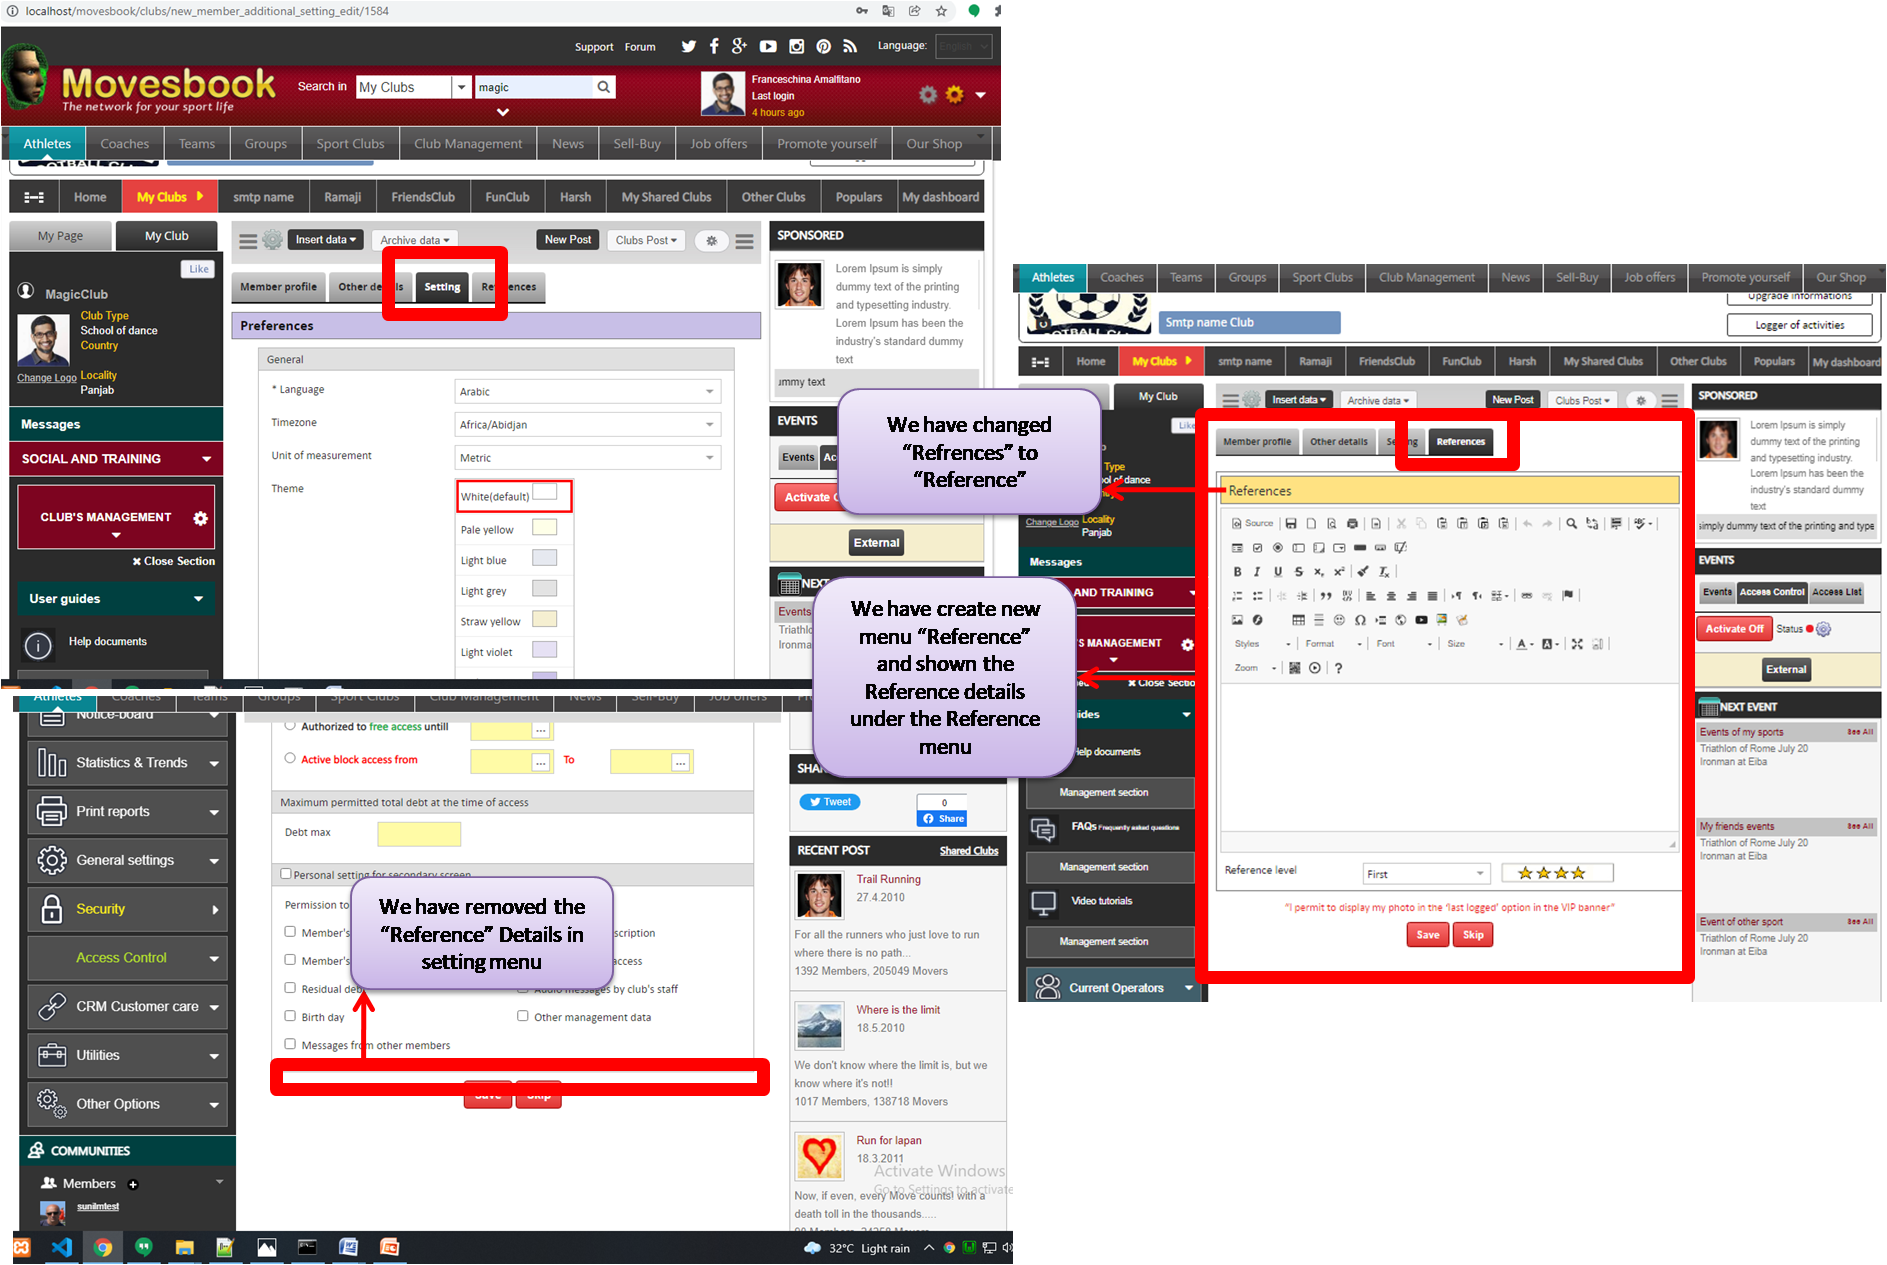 localhost/movesbook/clubs/new_member_additional_setting_edit/1584
Support Forum Language: English
Movesbook
The network for your sport life
Search in My Clubs magic
Franceschina Amalfitano
Last login
4 hours ago
Athletes Coaches Teams Groups Sport Clubs Club Management News Sell-Buy Job offers Promote yourself Our Shop
Home My Clubs smtp name Ramaji FriendsClub FunClub Harsh My Shared Clubs Other Clubs Populars My dashboard
My Page My Club
Insert data Archive data New Post Clubs Post
Like
MagicClub
Club Type
School of dance
Country
Change Logo
Locality
Panjab
Messages
SOCIAL AND TRAINING
CLUB'S MANAGEMENT
Close Section
User guides
Help documents
Member profile Setting
Preferences
General
* Language Arabic
Timezone Africa/Abidjan
Unit of measurement Metric
Theme White(default)
Pale yellow
Light blue
Light grey
Straw yellow
Light violet
SPONSORED
Lorem Ipsum is simply
dummy text of the printing
and typesetting industry.
Lorem Ipsum has been the
industry's standard dummy
text
ummy text
EVENTS
Events
Activate
External
NEX
Events
Triathl
Ironman
We have changed
“Refrences” to
“Reference”
We have create new
menu “Reference”
and shown the
Reference details
under the Reference
menu
We have removed the
“Reference” Details in
setting menu
Athletes Coaches Teams Groups Sport Clubs Club Management News Sell-Buy Job offers Promote yourself Our Shop
OTBALL CLU
Smtp name Club
Upgrade informations
Logger of activities
Home My Clubs smtp name Ramaji FriendsClub FunClub Harsh My Shared Clubs Other Clubs Populars My dashboard
My Club
Insert data Archive data New Post Clubs Post
Member profile Other details References
References
Source
Styles Format Font Size
Zoom
Reference level First
“I permit to display my photo in the ‘last logged’ option in the VIP banner”
Save Skip
Type
ool of dance
Change Logo
Locality
Panjab
Messages
AND TRAINING
'S MANAGEMENT
Close Sectio
ides
Help documents
Management section
FAQs Frequently asked questions
Management section
Video tutorials
Management section
Current Operators
SPONSORED
Lorem Ipsum is simply
dummy text of the printing
and typesetting industry.
Lorem Ipsum has been the
industry's standard dummy
text
simply dummy text of the printing and type
EVENTS
Events Access Control Access List
Activate Off Status
External
NEXT EVENT
Events of my sports See All
Triathlon of Rome July 20
Ironman at Eiba
My friends events See All
Triathlon of Rome July 20
Ironman at Eiba
Event of other sport See All
Triathlon of Rome July 20
Ironman at Eiba
Athletes Coaches Teams Groups Sport Clubs Club Management News Sell-Buy Job offers
Notice-board
Statistics & Trends
Print reports
General settings
Security
Access Control
CRM Customer care
Utilities
Other Options
COMMUNITIES
Members
sunilmtest
Authorized to free access untill
Active block access from To
Maximum permitted total debt at the time of access
Debt max
Personal setting for secondary screen
Permission to
Member's
Member's
Residual deb
Birth day
Messages from other members
scription
access
Audio messages by club's staff
Other management data
Save Skip
SHA
Tweet
0
Share
RECENT POST Shared Clubs
Trail Running
27.4.2010
For all the runners who just love to run
where there is no path...
1392 Members, 205049 Movers
Where is the limit
18.5.2010
We don't know where the limit is, but we
know where it's not!!
1017 Members, 138718 Movers
Run for Iapan
18.3.2011
Now, if even, every Move counts! with a
death toll in the thousands.....
Activate Windows
Go to Settings to activate
32°C Light rain